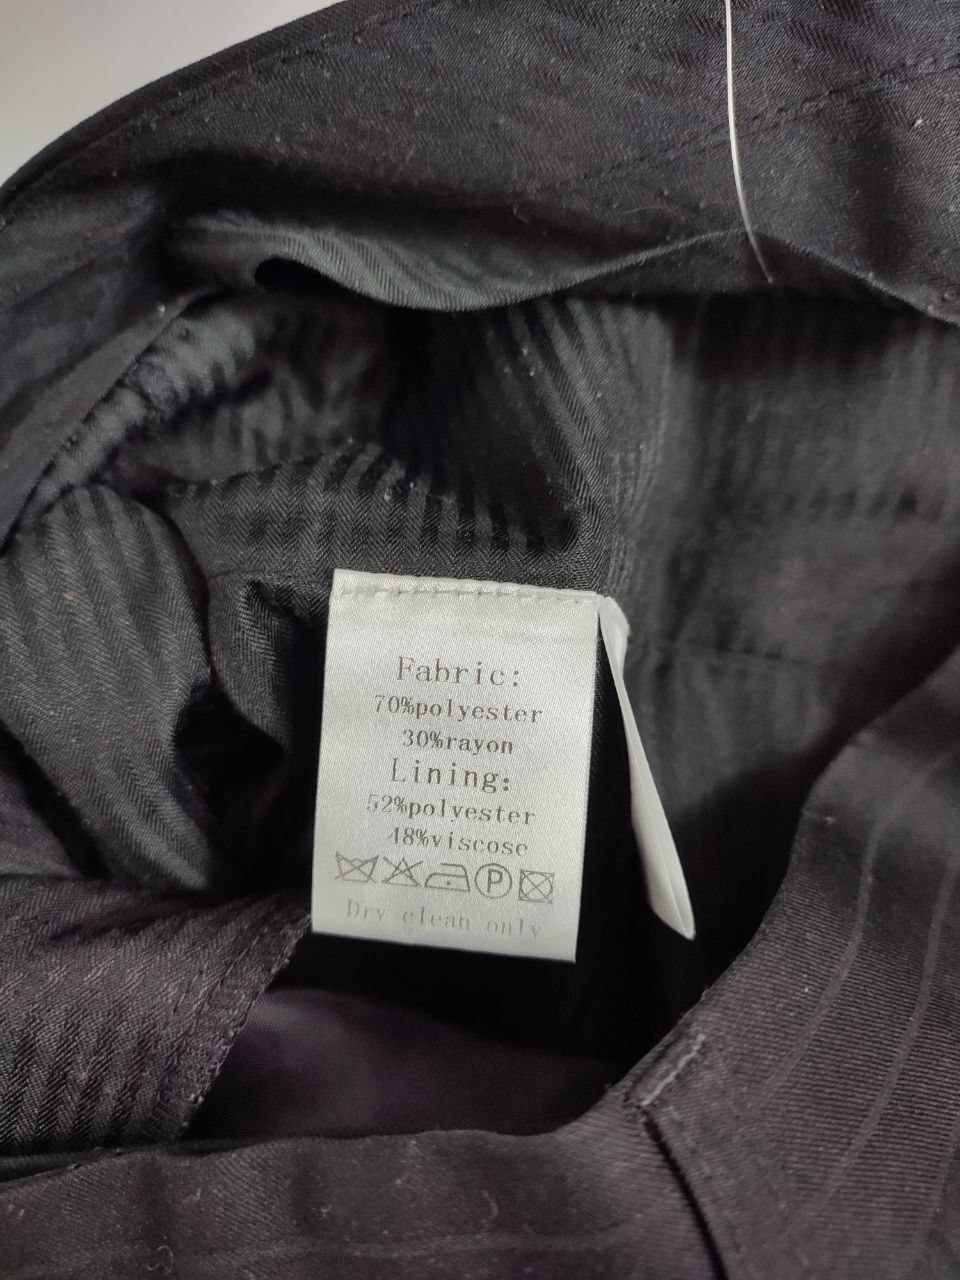 Fabric:
70%polyester
30%rayon
Lining:
52%polyester
48%viscose
P
Dry clean only